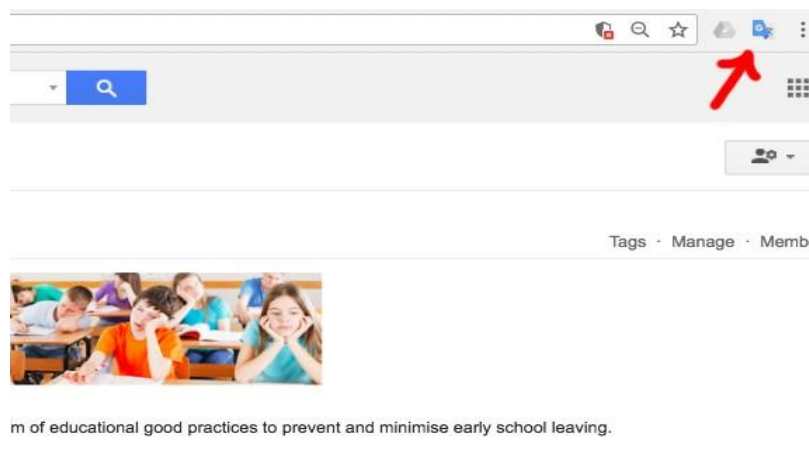 Tags · Manage · Memb
m of educational good practices to prevent and minimise early school leaving.